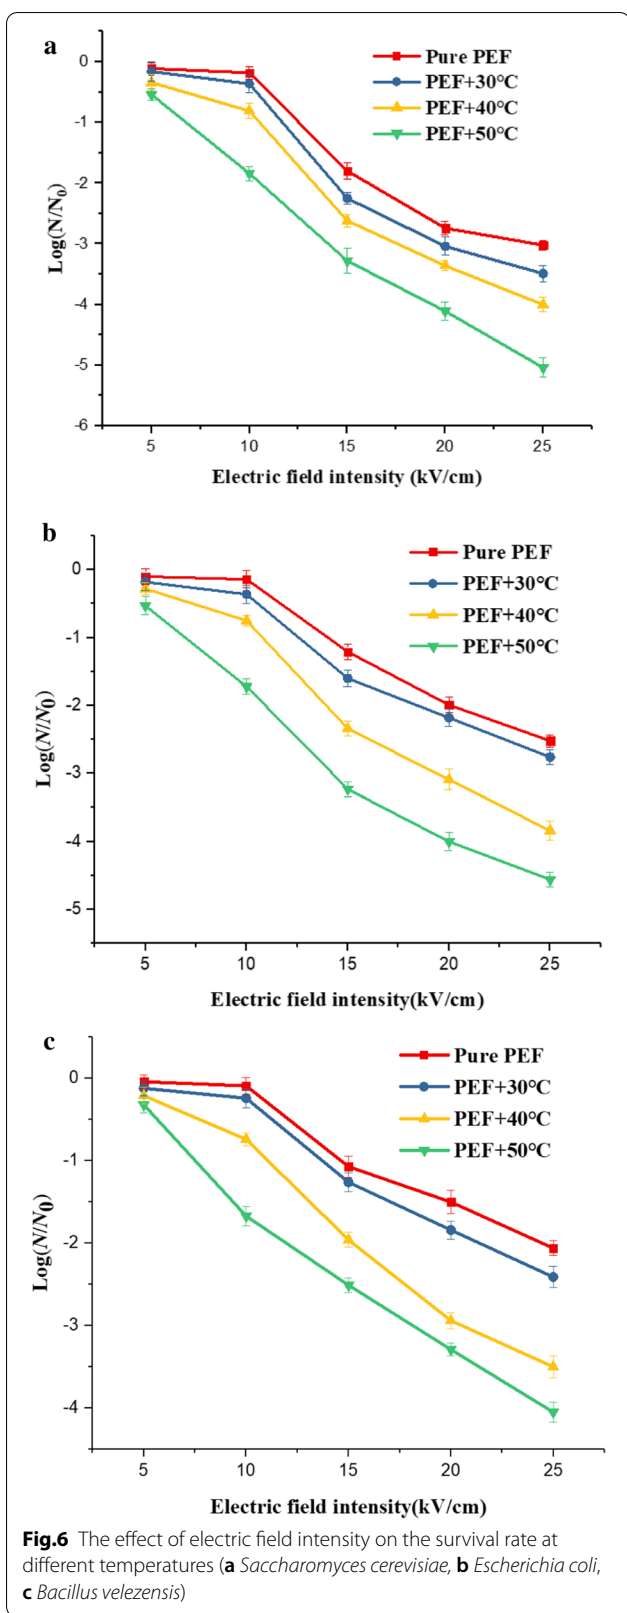 a
Pure PEF
PEF+30°C
PEF+40°C
PEF+50°C
0
-1
-2
-3
-4
-5
-6
Log(N/N0)
5 10 15 20 25
Electric field intensity (kV/cm)
b
Pure PEF
PEF+30°C
PEF+40°C
PEF+50°C
0
-1
-2
-3
-4
-5
Log(N/N0)
5 10 15 20 25
Electric field intensity(kV/cm)
c
Pure PEF
PEF+30°C
PEF+40°C
PEF+50°C
0
-1
-2
-3
-4
Log(N/N0)
5 10 15 20 25
Electric field intensity(kV/cm)
Fig.6 The effect of electric field intensity on the survival rate at
different temperatures (a Saccharomyces cerevisiae, b Escherichia coli,
c Bacillus velezensis)